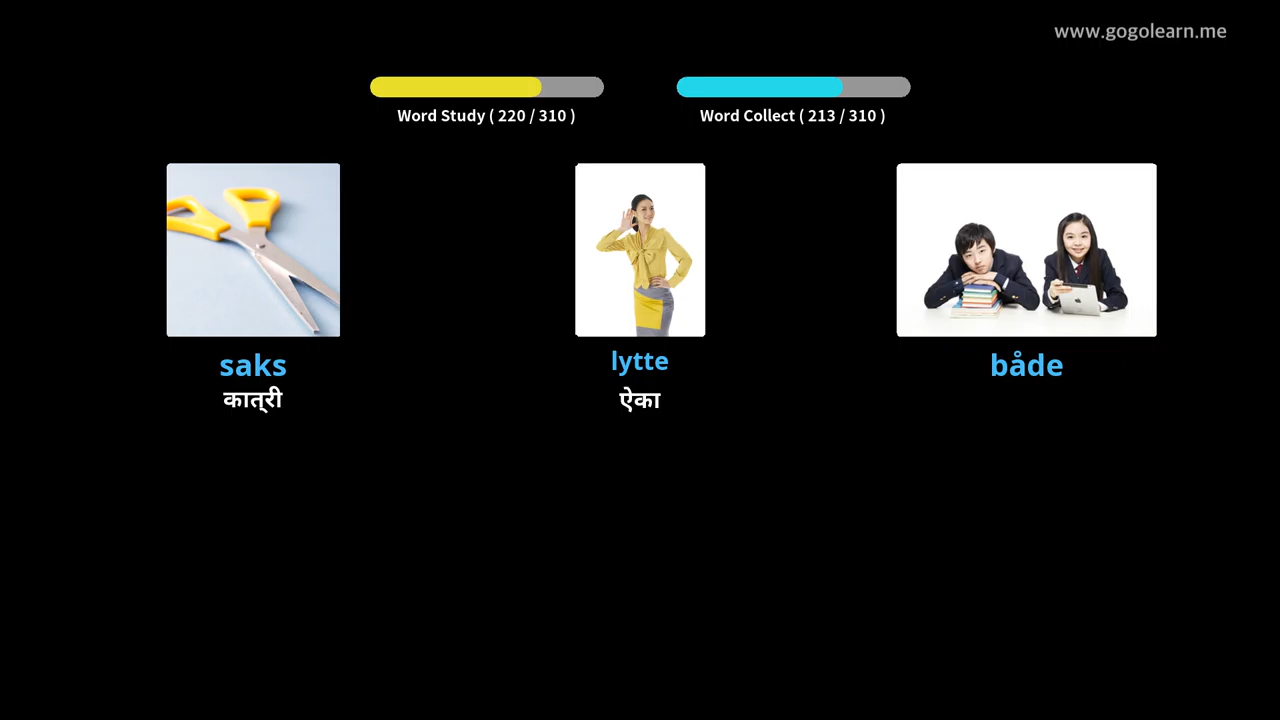 www.gogolearn.me
Word Study ( 220 / 310 )
Word Collect ( 213 / 310 )
saks
कात्री
lytte
ऐका
både